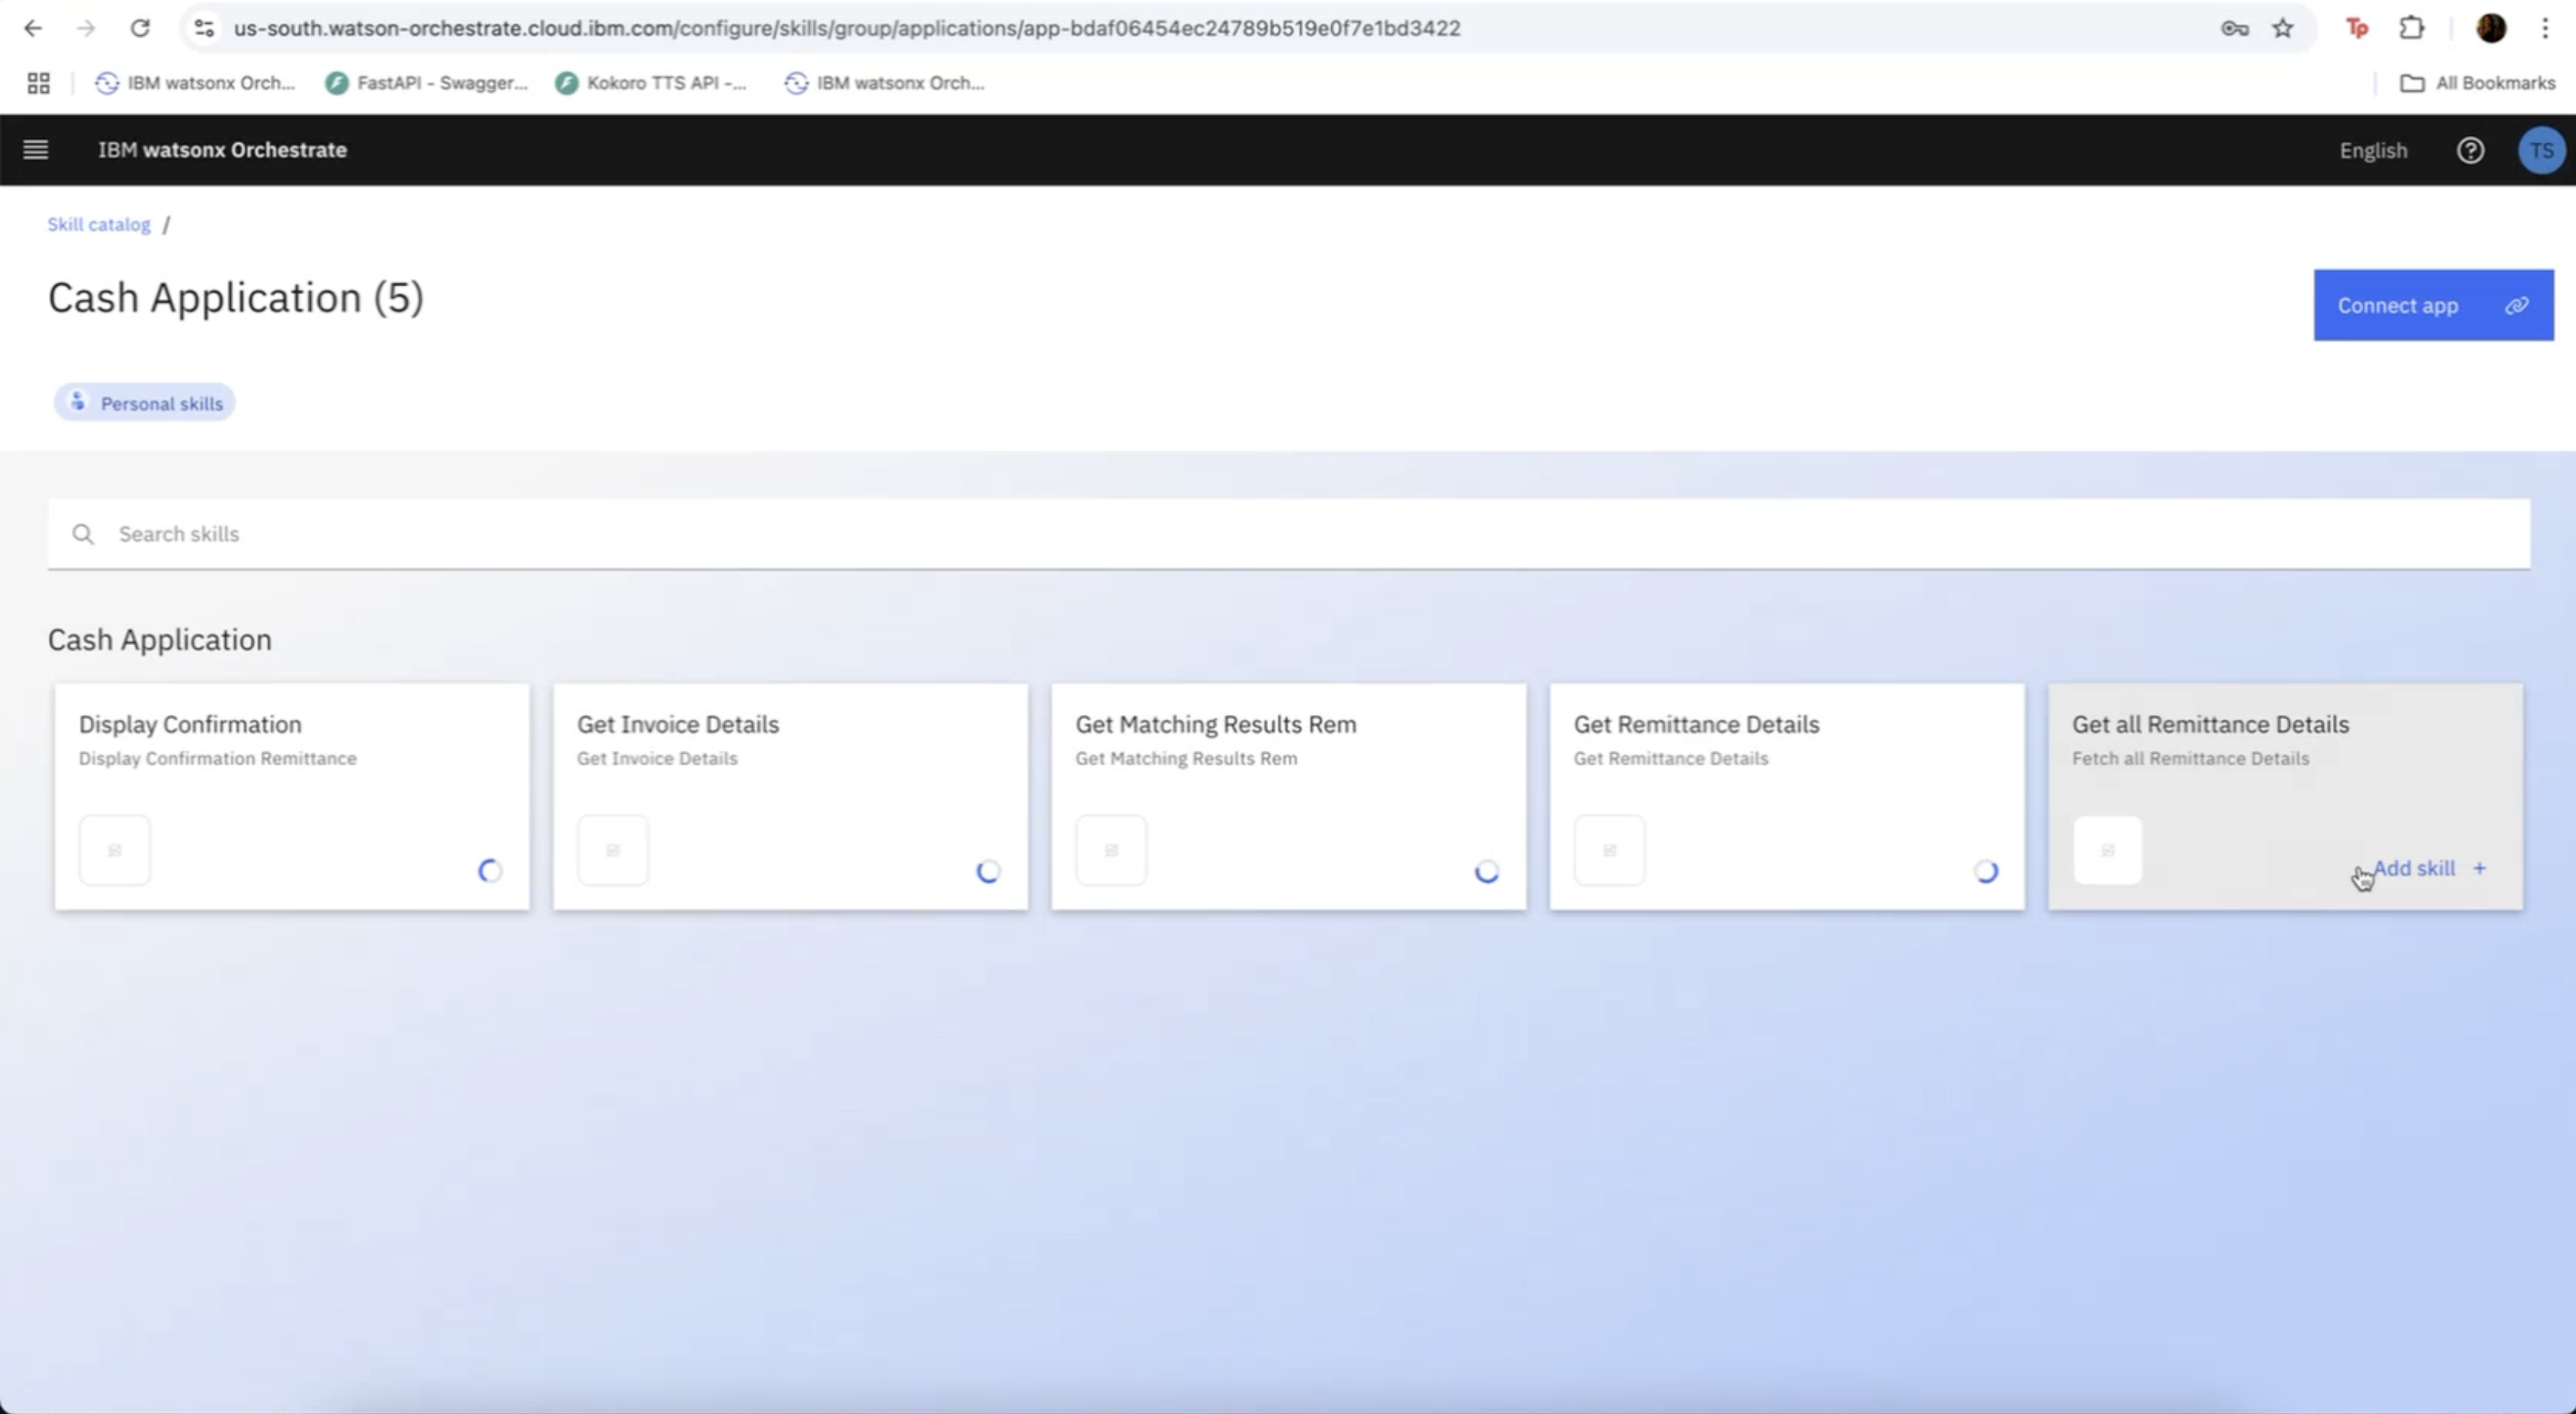 us-south.watson-orchestrate.cloud.ibm.com/configure/skills/group/applications/app-bdaf06454ec24789b519e0f7e1bd3422
Tp
IBM watsonx Orch...
FastAPI - Swagger...
Kokoro TTS API -...
IBM watsonx Orch...
All Bookmarks
IBM watsonx Orchestrate
English
TS
Skill catalog /
Cash Application (5)
Connect app
Personal skills
Search skills
Cash Application
Display Confirmation
Display Confirmation Remittance
Get Invoice Details
Get Invoice Details
Get Matching Results Rem
Get Matching Results Rem
Get Remittance Details
Get Remittance Details
Get all Remittance Details
Fetch all Remittance Details
Add skill +